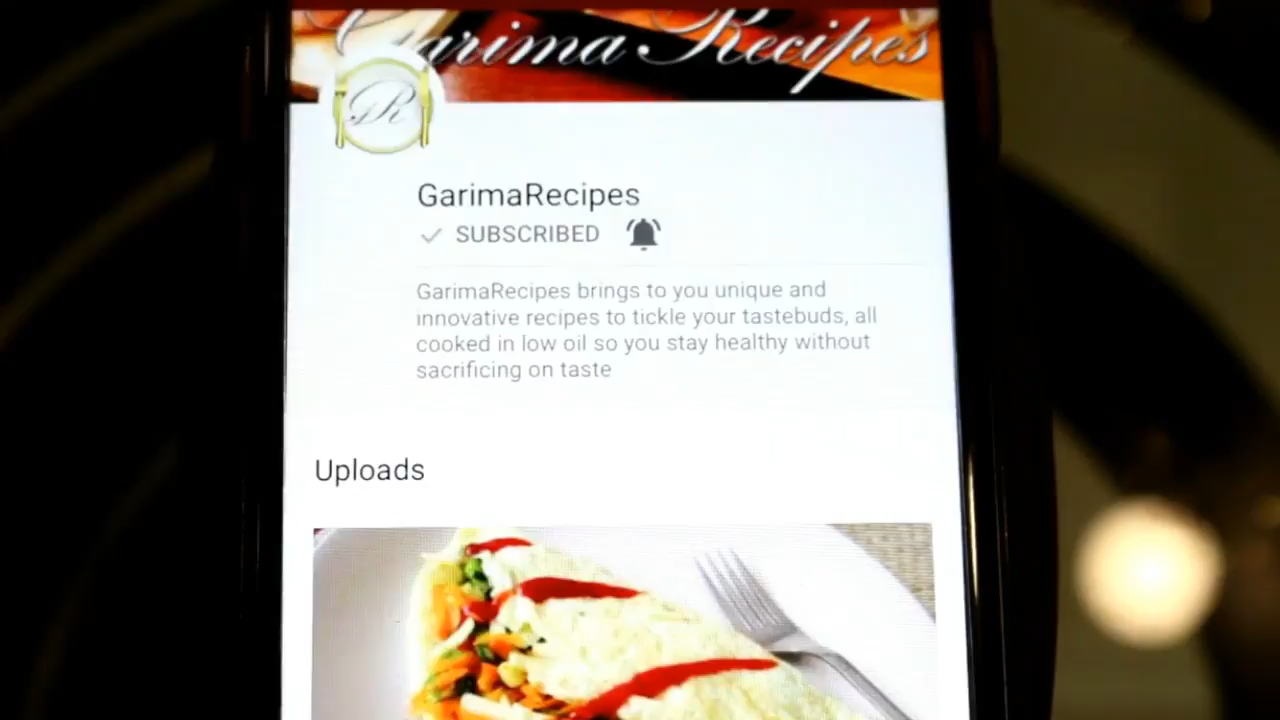 Garima Recipes
GR
GarimaRecipes
SUBSCRIBED
GarimaRecipes brings to you unique and
innovative recipes to tickle your tastebuds, all
cooked in low oil so you stay healthy without
sacrificing on taste
Uploads